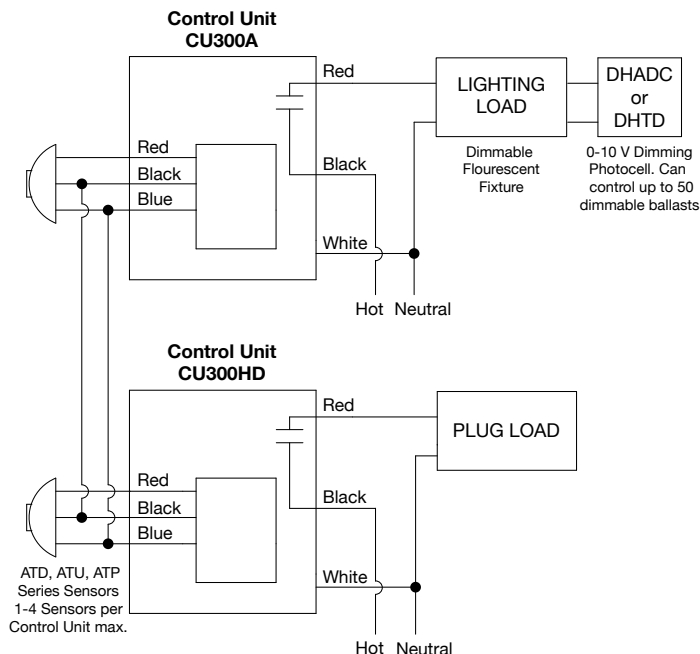 Control Unit
CU300A
Red
Black
Blue
Red
Black
White
Hot Neutral
LIGHTING
LOAD
Dimmable
Flourescent
Fixture
DHADC
or
DHTD
0-10 V Dimming
Photocell. Can
control up to 50
dimmable ballasts
Control Unit
CU300HD
Red
Black
Blue
Red
Black
White
Hot Neutral
PLUG LOAD
ATD, ATU, ATP
Series Sensors
1-4 Sensors per
Control Unit max.